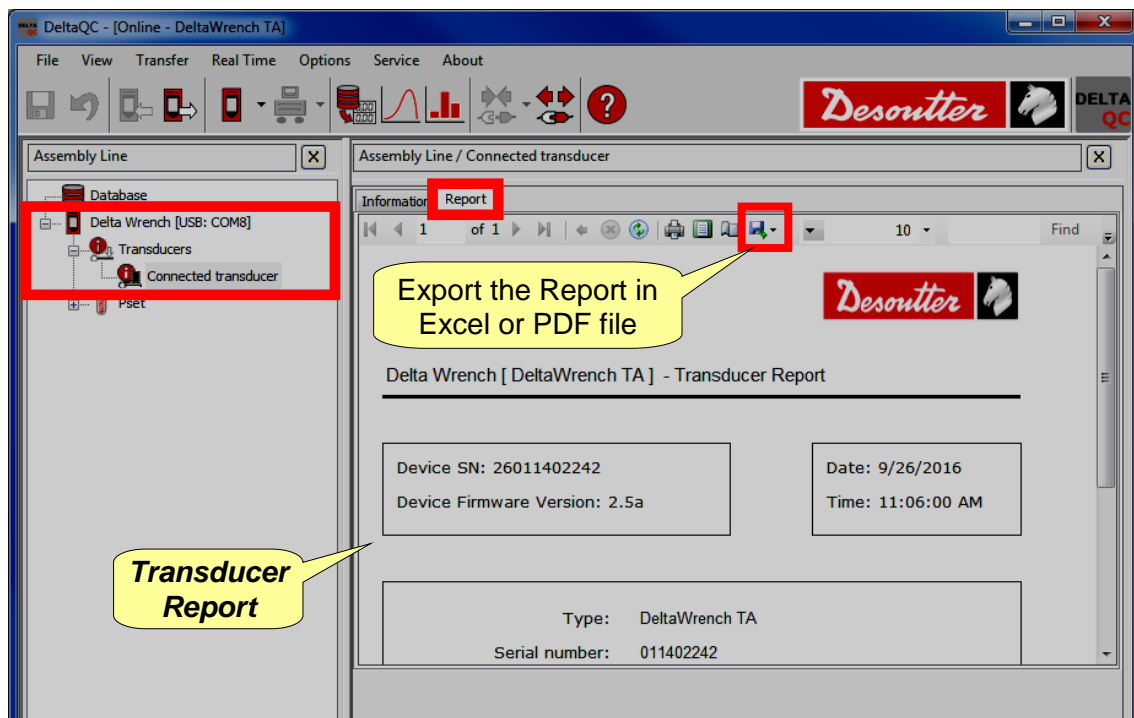 DELTA QC DeltaQC - [Online - DeltaWrench TA]
File View Transfer Real Time Options Service About
Desoutter DELTA QC
Assembly Line X
Assembly Line / Connected transducer X
Database
Delta Wrench [USB: COM8]
Transducers
Connected transducer
Pset
Information Report
1 of 1 10 Find
Export the Report in
Excel or PDF file
Desoutter
Delta Wrench [ DeltaWrench TA ] - Transducer Report
Device SN: 26011402242
Device Firmware Version: 2.5a
Date: 9/26/2016
Time: 11:06:00 AM
Transducer
Report
Type: DeltaWrench TA
Serial number: 011402242